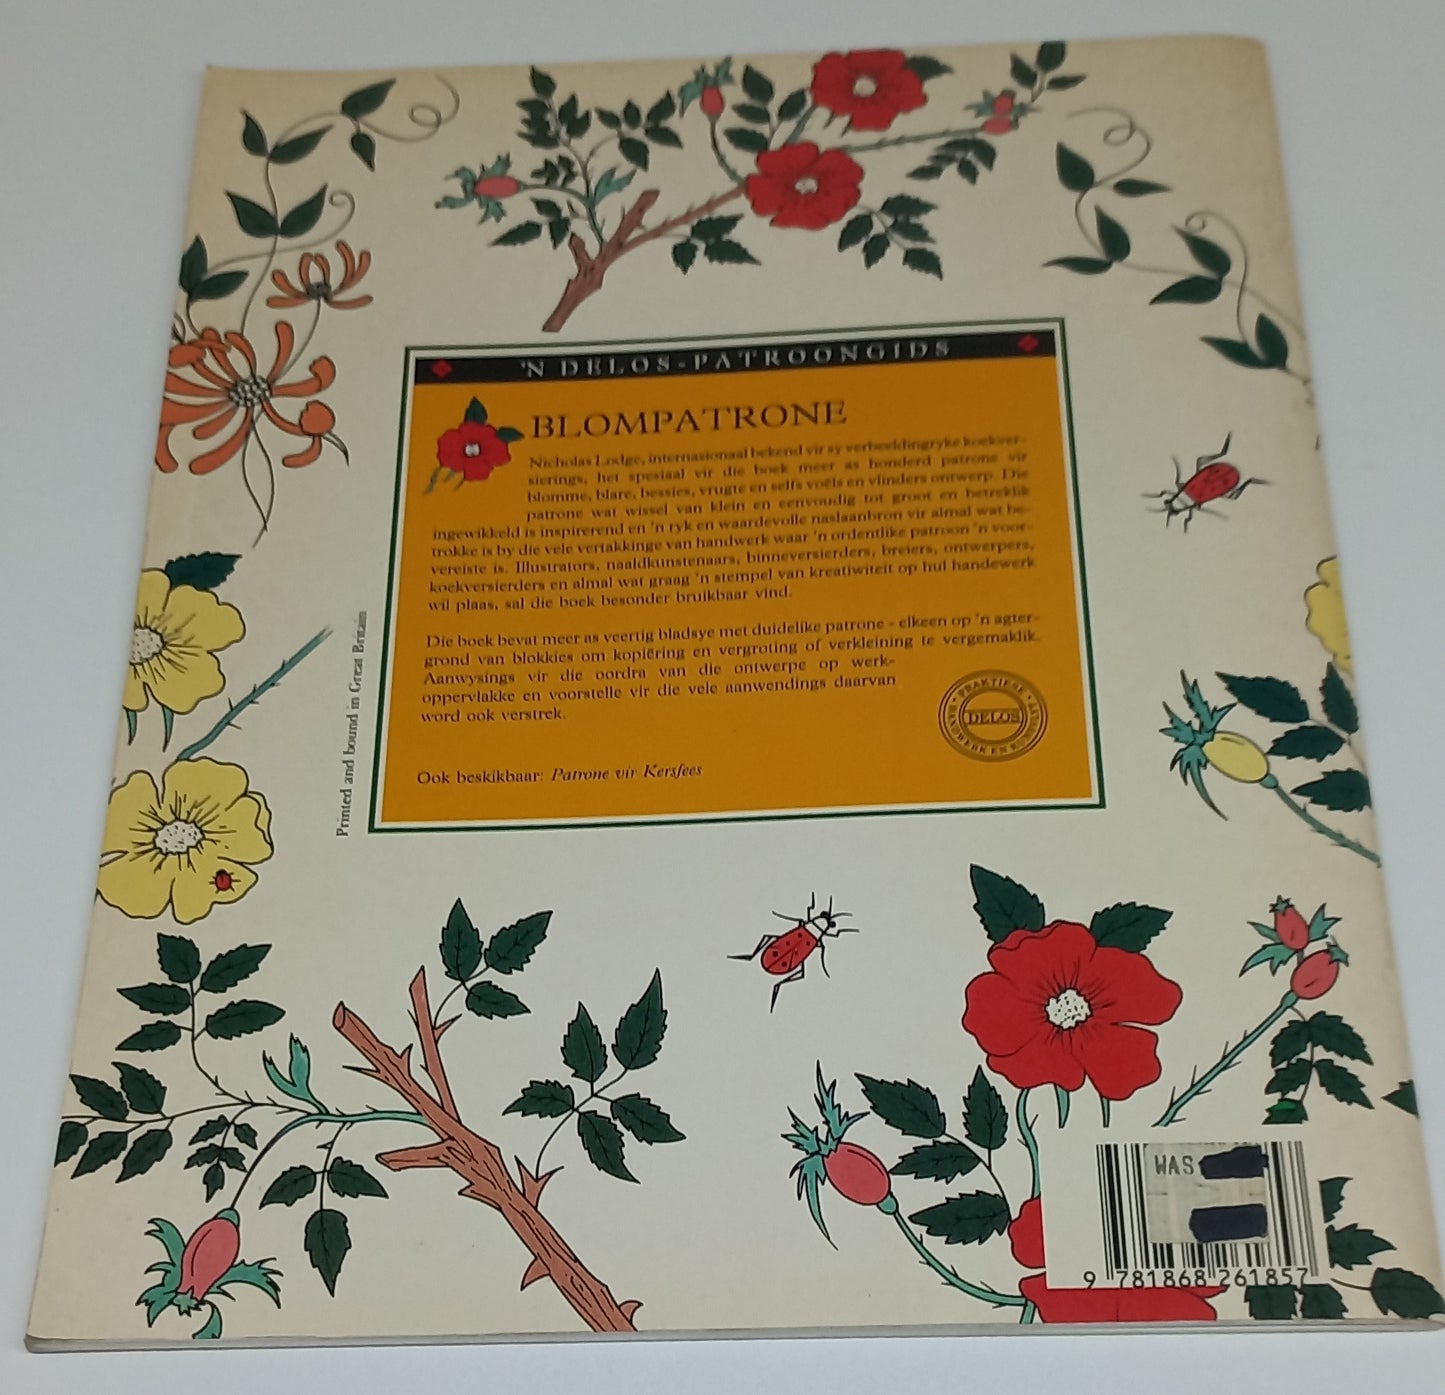 'N DELOS-PATROONGIDS
BLOMPATRONE
Nicholas Lodge, internasionaal bekend vir sy verbeeldingryke koekver-
sierings, het spesiaal vir die boek meer as honderd patrone vir
blomme, blare, bessies, vrugte en selfs voëls en vlinders ontwerp. Die
patrone wat wissel van klein en eenvoudig tot groot en betreklik
ingewikkeld is inspirerend en 'n ryk en waardevolle naslaanbron vir almal wat be-
trokke is by die vele vertakkinge van handwerk waar 'n ordentlike patroon 'n voor-
vereiste is. Illustrators, naaldkunstenaars, binneversierders, breiers, ontwerpers,
koekversierders en almal wat graag 'n stempel van kreatiwiteit op hul handewerk
wil plaas, sal die boek besonder bruikbaar vind.
Die boek bevat meer as veertig bladsye met duidelike patrone - elkeen op 'n agter-
grond van blokkies om kopiëring en vergroting of verkleining te vergemaklik.
Aanwysings vir die oordra van die ontwerpe op werk-
oppervlakke en voorstelle vir die vele aanwendings daarvan
word ook verstrek.
PRAKTIESE
DELOS
HANDWERK EN KUNS
Ook beskikbaar: Patrone vir Kersfees
Printed and bound in Great Britain
WAS
9 781868 261857